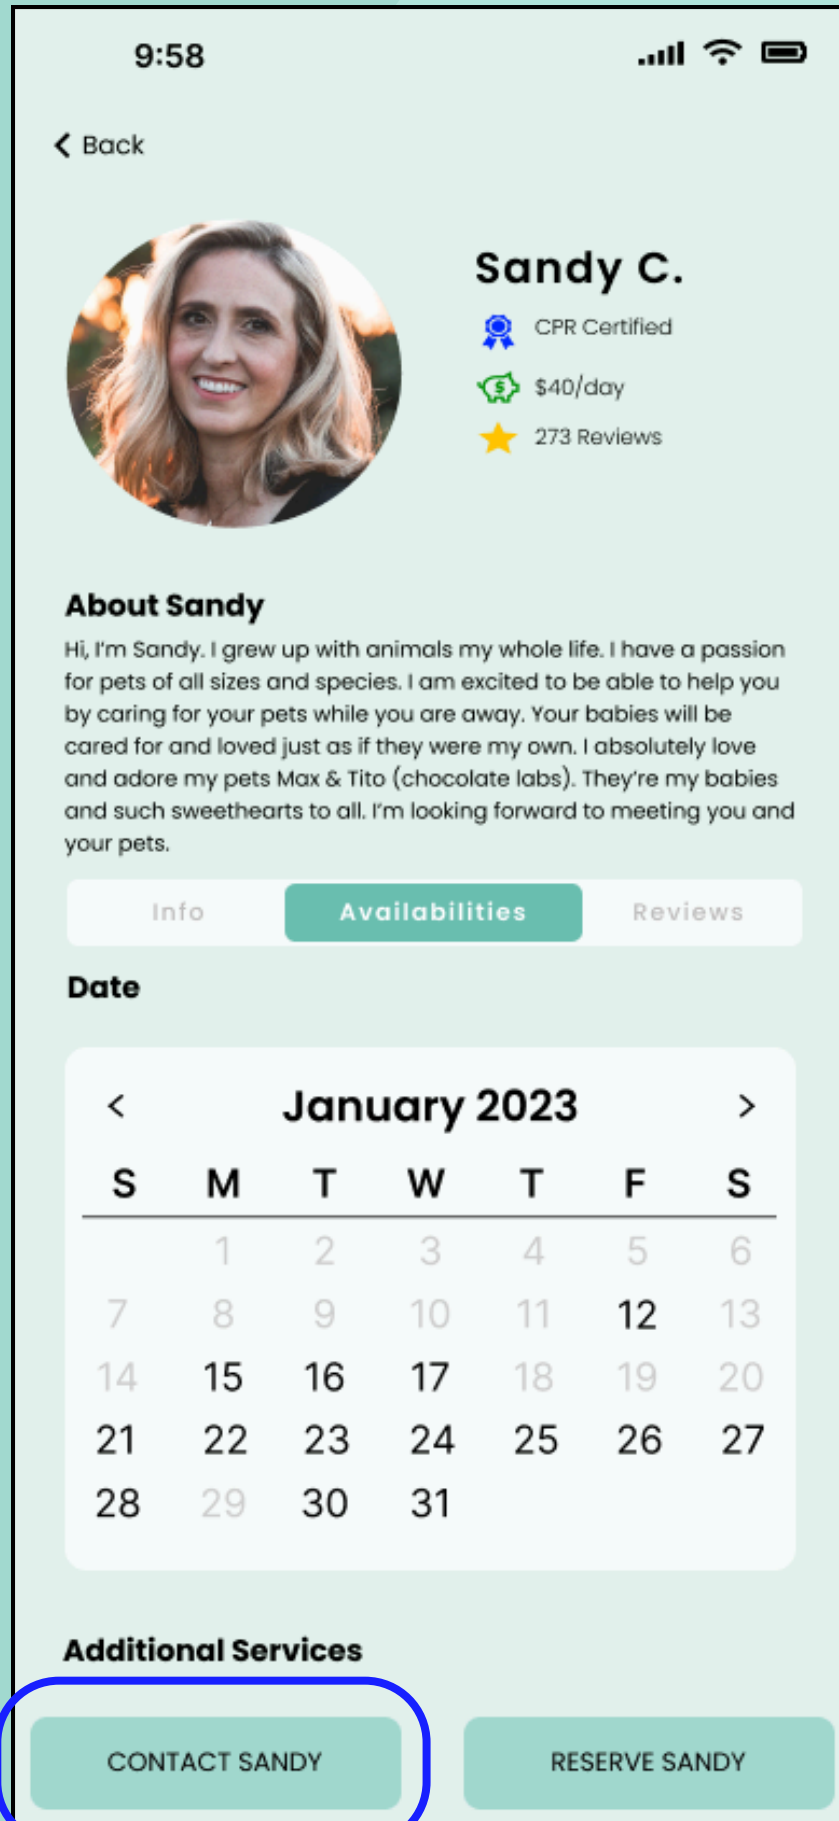 9:58
Back
Sandy C.
CPR Certified
$40/day
273 Reviews
About Sandy
Hi, I'm Sandy. I grew up with animals my whole life. I have a passion
for pets of all sizes and species. I am excited to be able to help you
by caring for your pets while you are away. Your babies will be
cared for and loved just as if they were my own. I absolutely love
and adore my pets Max & Tito (chocolate labs). They're my babies
and such sweethearts to all. I'm looking forward to meeting you and
your pets.
Info Availabilities Reviews
Date
< January 2023 >
S M T W T F S
1 2 3 4 5 6
7 8 9 10 11 12 13
14 15 16 17 18 19 20
21 22 23 24 25 26 27
28 29 30 31
Additional Services
CONTACT SANDY RESERVE SANDY